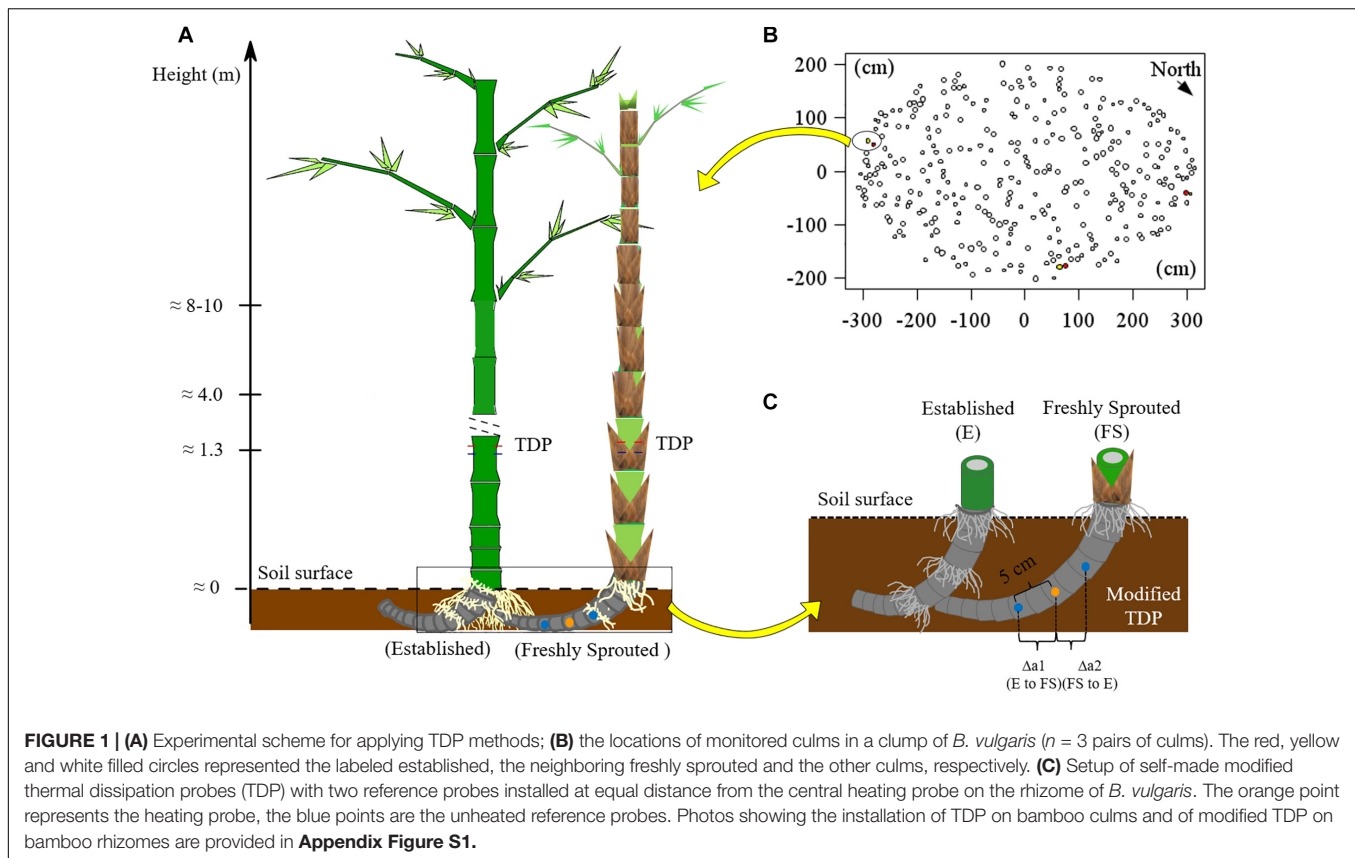 A
Height (m)
≈ 8-10
≈ 4.0
≈ 1.3
≈ 0
TDP
TDP
Soil surface
(Established)
(Freshly Sprouted )
B
(cm)
North
200
100
0
-100
-200
(cm)
-300
-200
-100
0
100
200
300
C
Established
(E)
Freshly Sprouted
(FS)
Soil surface
5 cm
Modified
TDP
Δa1
(E to FS)
Δa2
(FS to E)
FIGURE 1 | (A) Experimental scheme for applying TDP methods; (B) the locations of monitored culms in a clump of B. vulgaris (n = 3 pairs of culms). The red, yellow
and white filled circles represented the labeled established, the neighboring freshly sprouted and the other culms, respectively. (C) Setup of self-made modified
thermal dissipation probes (TDP) with two reference probes installed at equal distance from the central heating probe on the rhizome of B. vulgaris. The orange point
represents the heating probe, the blue points are the unheated reference probes. Photos showing the installation of TDP on bamboo culms and of modified TDP on
bamboo rhizomes are provided in Appendix Figure S1.